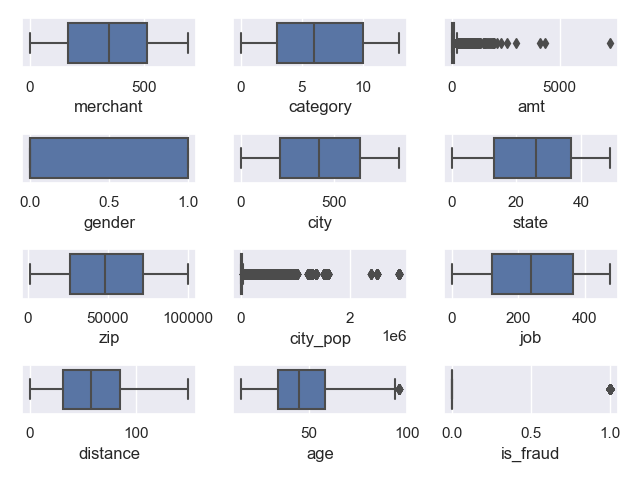 0 500
merchant
0 5 10
category
0 5000
amt
0.0 0.5 1.0
gender
0 500
city
0 20 40
state
0 50000 100000
zip
0 2
1e6
city_pop
0 200 400
job
0 100
distance
50 100
age
0.0 0.5 1.0
is_fraud